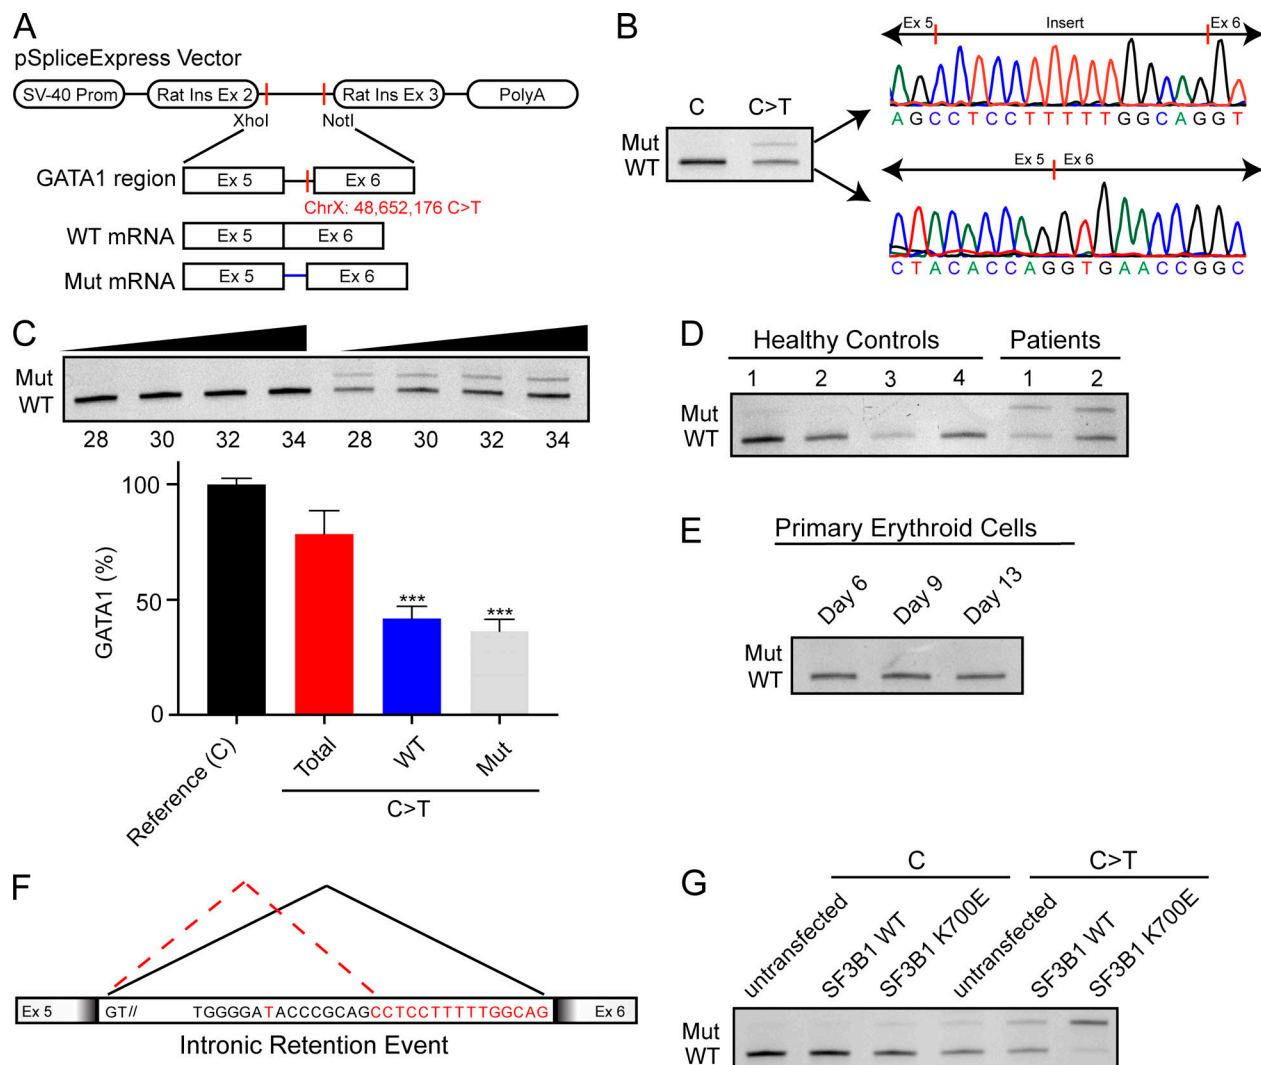 A
pSpliceExpress Vector
SV-40 Prom
Rat Ins Ex 2
Rat Ins Ex 3
PolyA
XhoI
NotI
GATA1 region
Ex 5
Ex 6
ChrX: 48,652,176 C>T
WT mRNA
Ex 5
Ex 6
Mut mRNA
Ex 5
Ex 6
B
C
C>T
Mut
WT
Ex 5
Insert
Ex 6
AGCCTCCTTTTTGGCAGGT
Ex 5
Ex 6
CTACACCAGGTGAACCGGC
C
Mut
WT
28 30 32 34 28 30 32 34
GATA1 (%)
100
50
0
***
***
Reference (C)
Total
WT
Mut
C>T
D
Healthy Controls
Patients
1 2 3 4 1 2
Mut
WT
E
Primary Erythroid Cells
Day 6
Day 9
Day 13
Mut
WT
F
Ex 5
GT//
TGGGGATACCCGCAGCCTCCTTTTTGGCAG
Ex 6
Intronic Retention Event
G
C
C>T
untransfected
SF3B1 WT
SF3B1 K700E
untransfected
SF3B1 WT
SF3B1 K700E
Mut
WT